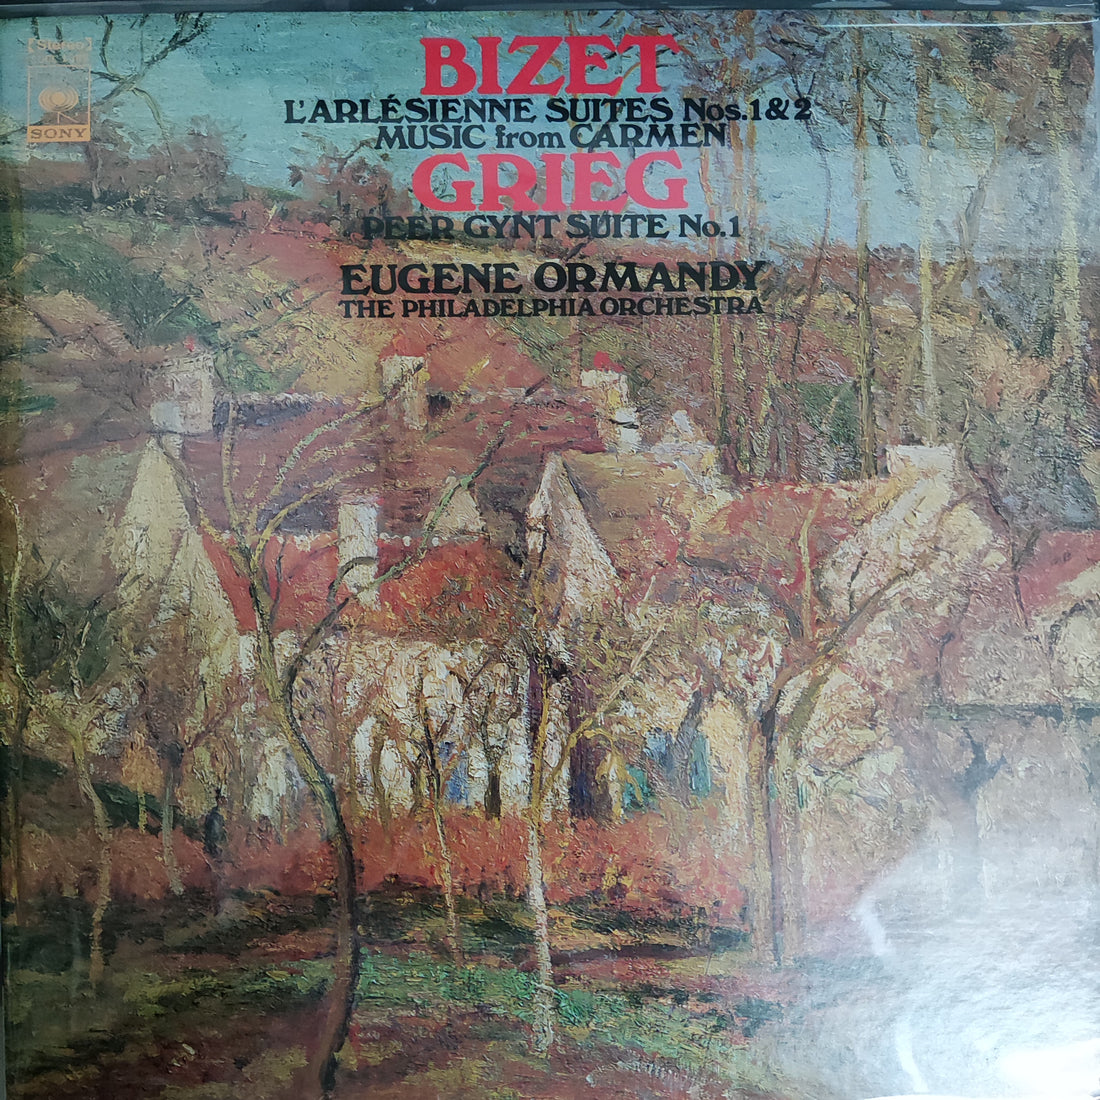 Stereo
SONY
BIZET
L'ARLÉSIENNE SUITES Nos.1&2
MUSIC from CARMEN
GRIEG
PEER GYNT SUITE No.1
EUGENE ORMANDY
THE PHILADELPHIA ORCHESTRA